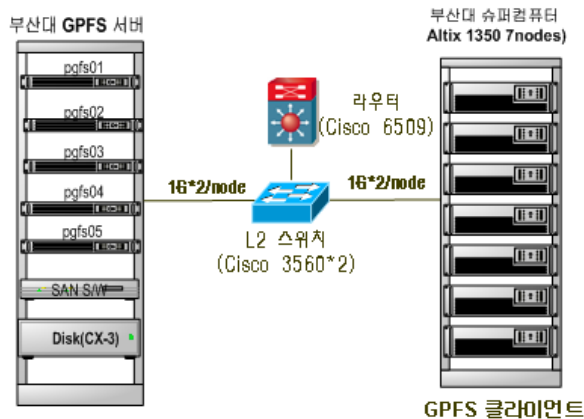 부산대 GPFS 서버
pgfs01
pgfs02
pgfs03
pgfs04
pgfs05
SAN S/W
Disk(CX-3)
1G*2/node
라우터
(Cisco 6509)
L2 스위치
(Cisco 3560*2)
1G*2/node
부산대 슈퍼컴퓨터
Altix 1350 7nodes)
GPFS 클라이언트